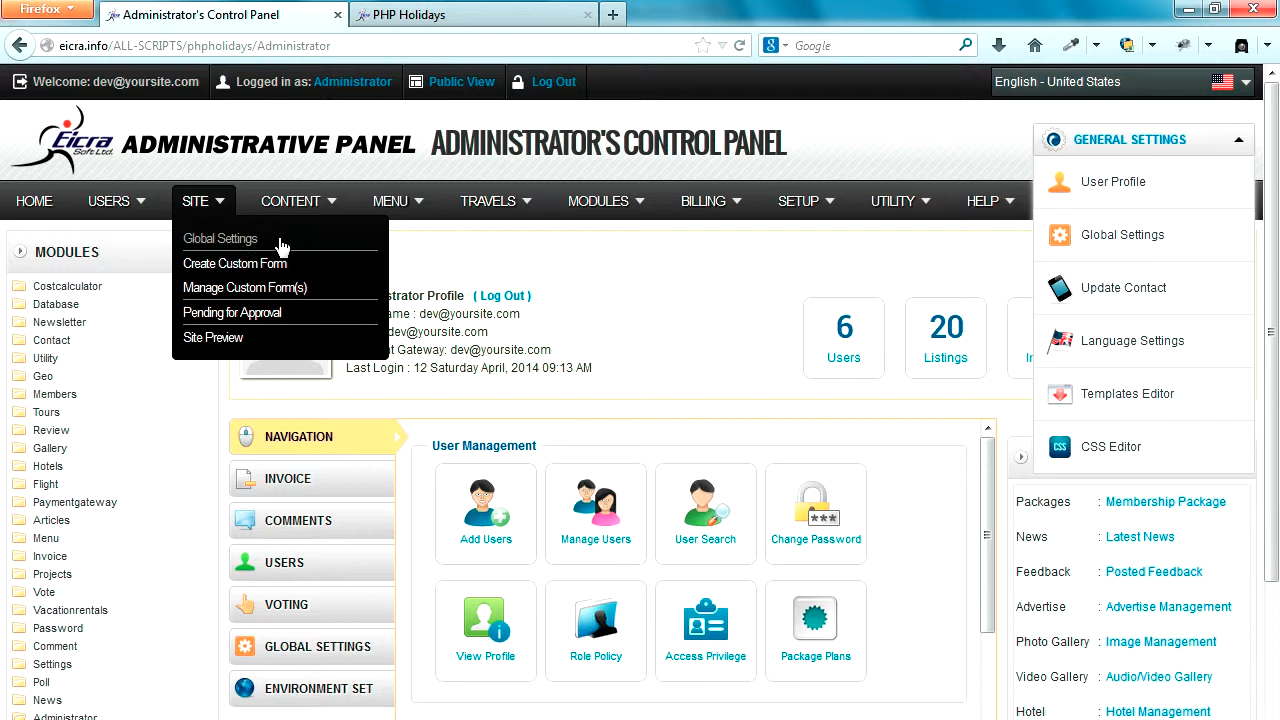 Firefox
Administrator's Control Panel
PHP Holidays
eicra.info/ALL-SCRIPTS/phpholidays/Administrator
Google
Welcome: dev@yoursite.com
Logged in as: Administrator
Public View
Log Out
English - United States
Eicra
Soft Ltd.
ADMINISTRATIVE PANEL
ADMINISTRATOR'S CONTROL PANEL
GENERAL SETTINGS
User Profile
Global Settings
Update Contact
Language Settings
Templates Editor
CSS Editor
HOME
USERS
SITE
CONTENT
MENU
TRAVELS
MODULES
BILLING
SETUP
UTILITY
HELP
Global Settings
Create Custom Form
Manage Custom Form(s)
Pending for Approval
Site Preview
MODULES
Costcalculator
Database
Newsletter
Contact
Utility
Geo
Members
Tours
Review
Gallery
Hotels
Flight
Paymentgateway
Articles
Menu
Invoice
Projects
Vote
Vacationrentals
Password
Comment
Settings
Poll
News
Administrator
trator Profile ( Log Out )
ame : dev@yoursite.com
dev@yoursite.com
t Gateway: dev@yoursite.com
Last Login : 12 Saturday April, 2014 09:13 AM
6
Users
20
Listings
In
NAVIGATION
INVOICE
COMMENTS
USERS
VOTING
GLOBAL SETTINGS
ENVIRONMENT SET
User Management
Add Users
Manage Users
User Search
***
Change Password
View Profile
Role Policy
Access Privilege
Package Plans
CSS
Packages : Membership Package
News : Latest News
Feedback : Posted Feedback
Advertise : Advertise Management
Photo Gallery : Image Management
Video Gallery : Audio/Video Gallery
Hotel : Hotel Management